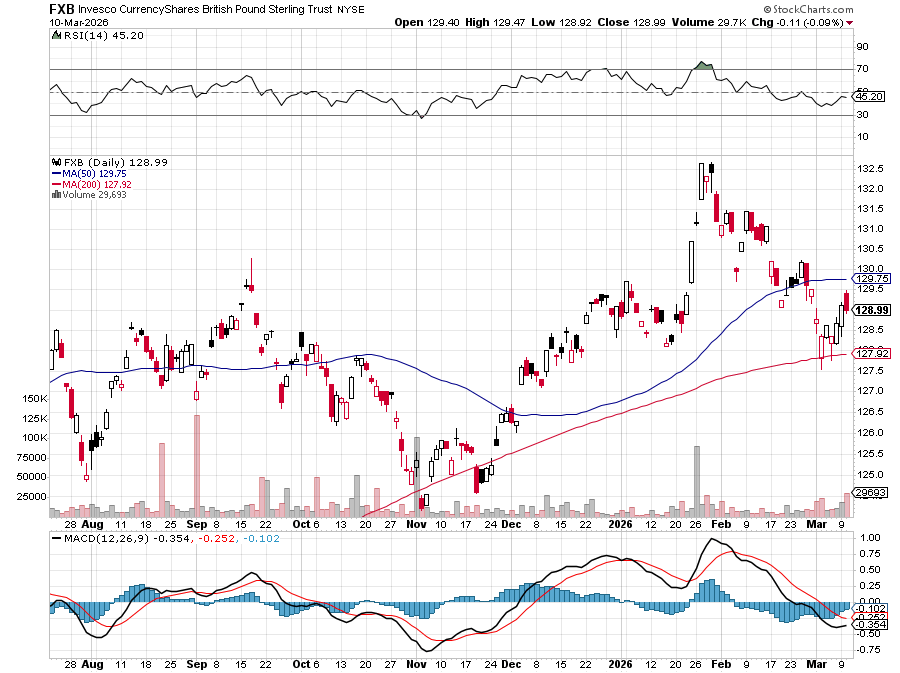 FXB Invesco CurrencyShares British Pound Sterling Trust NYSE
© StockCharts.com
10-Mar-2026
Open 129.40 High 129.47 Low 128.92 Close 128.99 Volume 29.7K Chg -0.11 (-0.09%)
RSI(14) 45.20
90
70
50
45.20
30
10
FXB (Daily) 128.99
MA(50) 129.75
MA(200) 127.92
Volume 29,693
132.5
132.0
131.5
131.0
130.5
130.0
129.75
129.5
128.99
128.5
127.92
127.5
127.0
126.5
126.0
125.5
125.0
29693
150K
125K
100K
75000
50000
25000
28 Aug 11 18 25 Sep 8 15 22 Oct 6 13 20 27 Nov 10 17 24 Dec 8 15 22 2026 12 20 26 Feb 9 17 23 Mar 9
MACD(12,26,9) -0.354, -0.252, -0.102
1.00
0.75
0.50
0.25
0.00
-0.102
-0.252
-0.354
-0.50
-0.75
28 Aug 11 18 25 Sep 8 15 22 Oct 6 13 20 27 Nov 10 17 24 Dec 8 15 22 2026 12 20 26 Feb 9 17 23 Mar 9